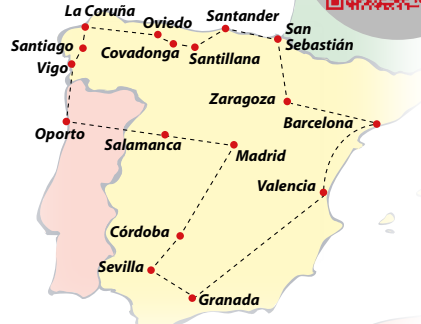 La Coruña
Oviedo
Santander
San
Sebastián
Santiago
Covadonga
Santillana
Vigo
Zaragoza
Barcelona
Oporto
Salamanca
Madrid
Valencia
Córdoba
Sevilla
Granada